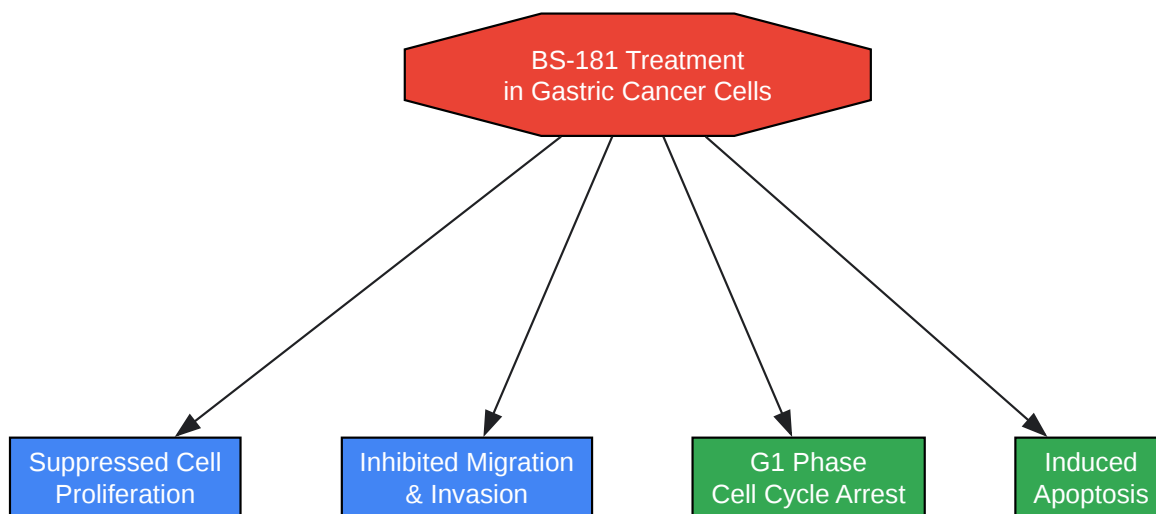 BS-181 Treatment
in Gastric Cancer Cells
Suppressed Cell
Proliferation
Inhibited Migration
& Invasion
G1 Phase
Cell Cycle Arrest
Induced
Apoptosis